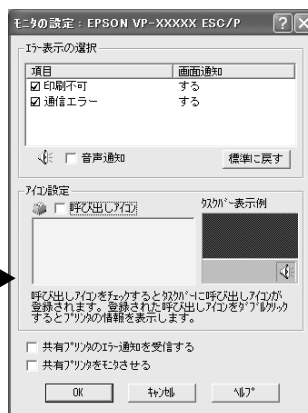 ﾓﾆﾀの設定 : EPSON VP-XXXXX ESC/P
ｴﾗｰ表示の選択
項目 画面通知
印刷不可 する
通信エラー する
音声通知 標準に戻す
ｱｲｺﾝ設定
呼び出しｱｲｺﾝ ﾀｽｸﾊﾞｰ表示例
呼び出しｱｲｺﾝをﾁｪｯｸするとﾀｽｸﾊﾞｰに呼び出しｱｲｺﾝが
登録されます。登録された呼び出しｱｲｺﾝをﾀﾞﾌﾞﾙｸﾘｯｸ
するとﾌﾟﾘﾝﾀの情報を表示します。
共有ﾌﾟﾘﾝﾀのｴﾗｰ通知を受信する
共有ﾌﾟﾘﾝﾀをﾓﾆﾀさせる
OK ｷｬﾝｾﾙ ﾍﾙﾌﾟ